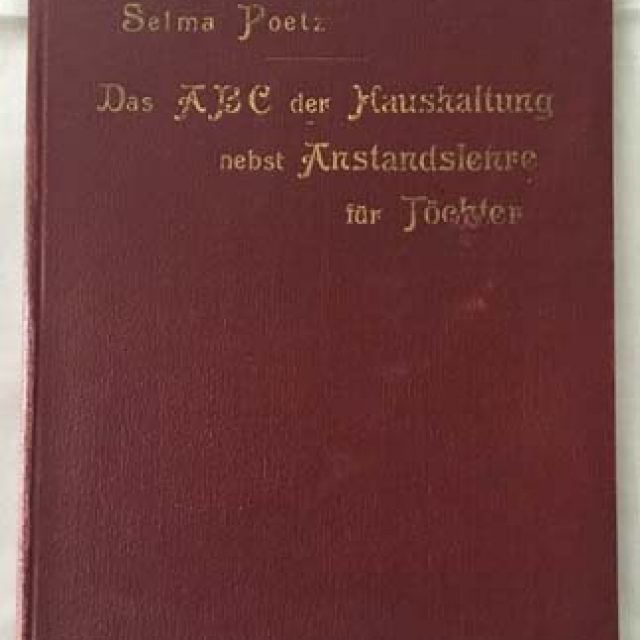 Selma Poetz
Das ABC der Haushaltung
nebst Anstandslehre
für Töchter